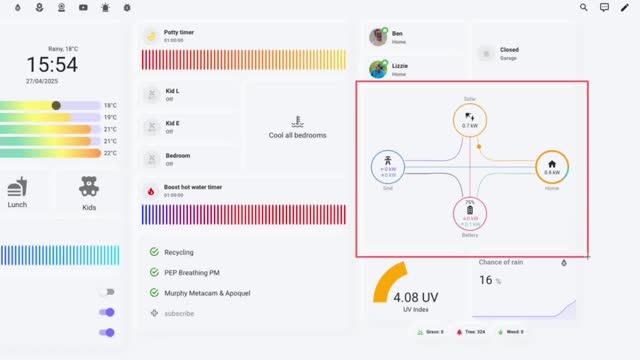 Rainy, 18°C
15:54
27/04/2025
18°C
19°C
21°C
21°C
22°C
Lunch
Kids
Potty timer
01:00:00
Kid L
Off
Kid E
Off
Bedroom
Off
Cool all bedrooms
Boost hot water timer
01:00:00
Recycling
PEP Breathing PM
Murphy Metacam & Apoquel
subscribe
Ben
Home
Lizzie
Home
Closed
Garage
Solar
0.7 kW
Grid
Home
75%
Battery
4.08 UV
UV Index
Chance of rain
16 %
Grass: 0
Tree: 324
Weed: 0